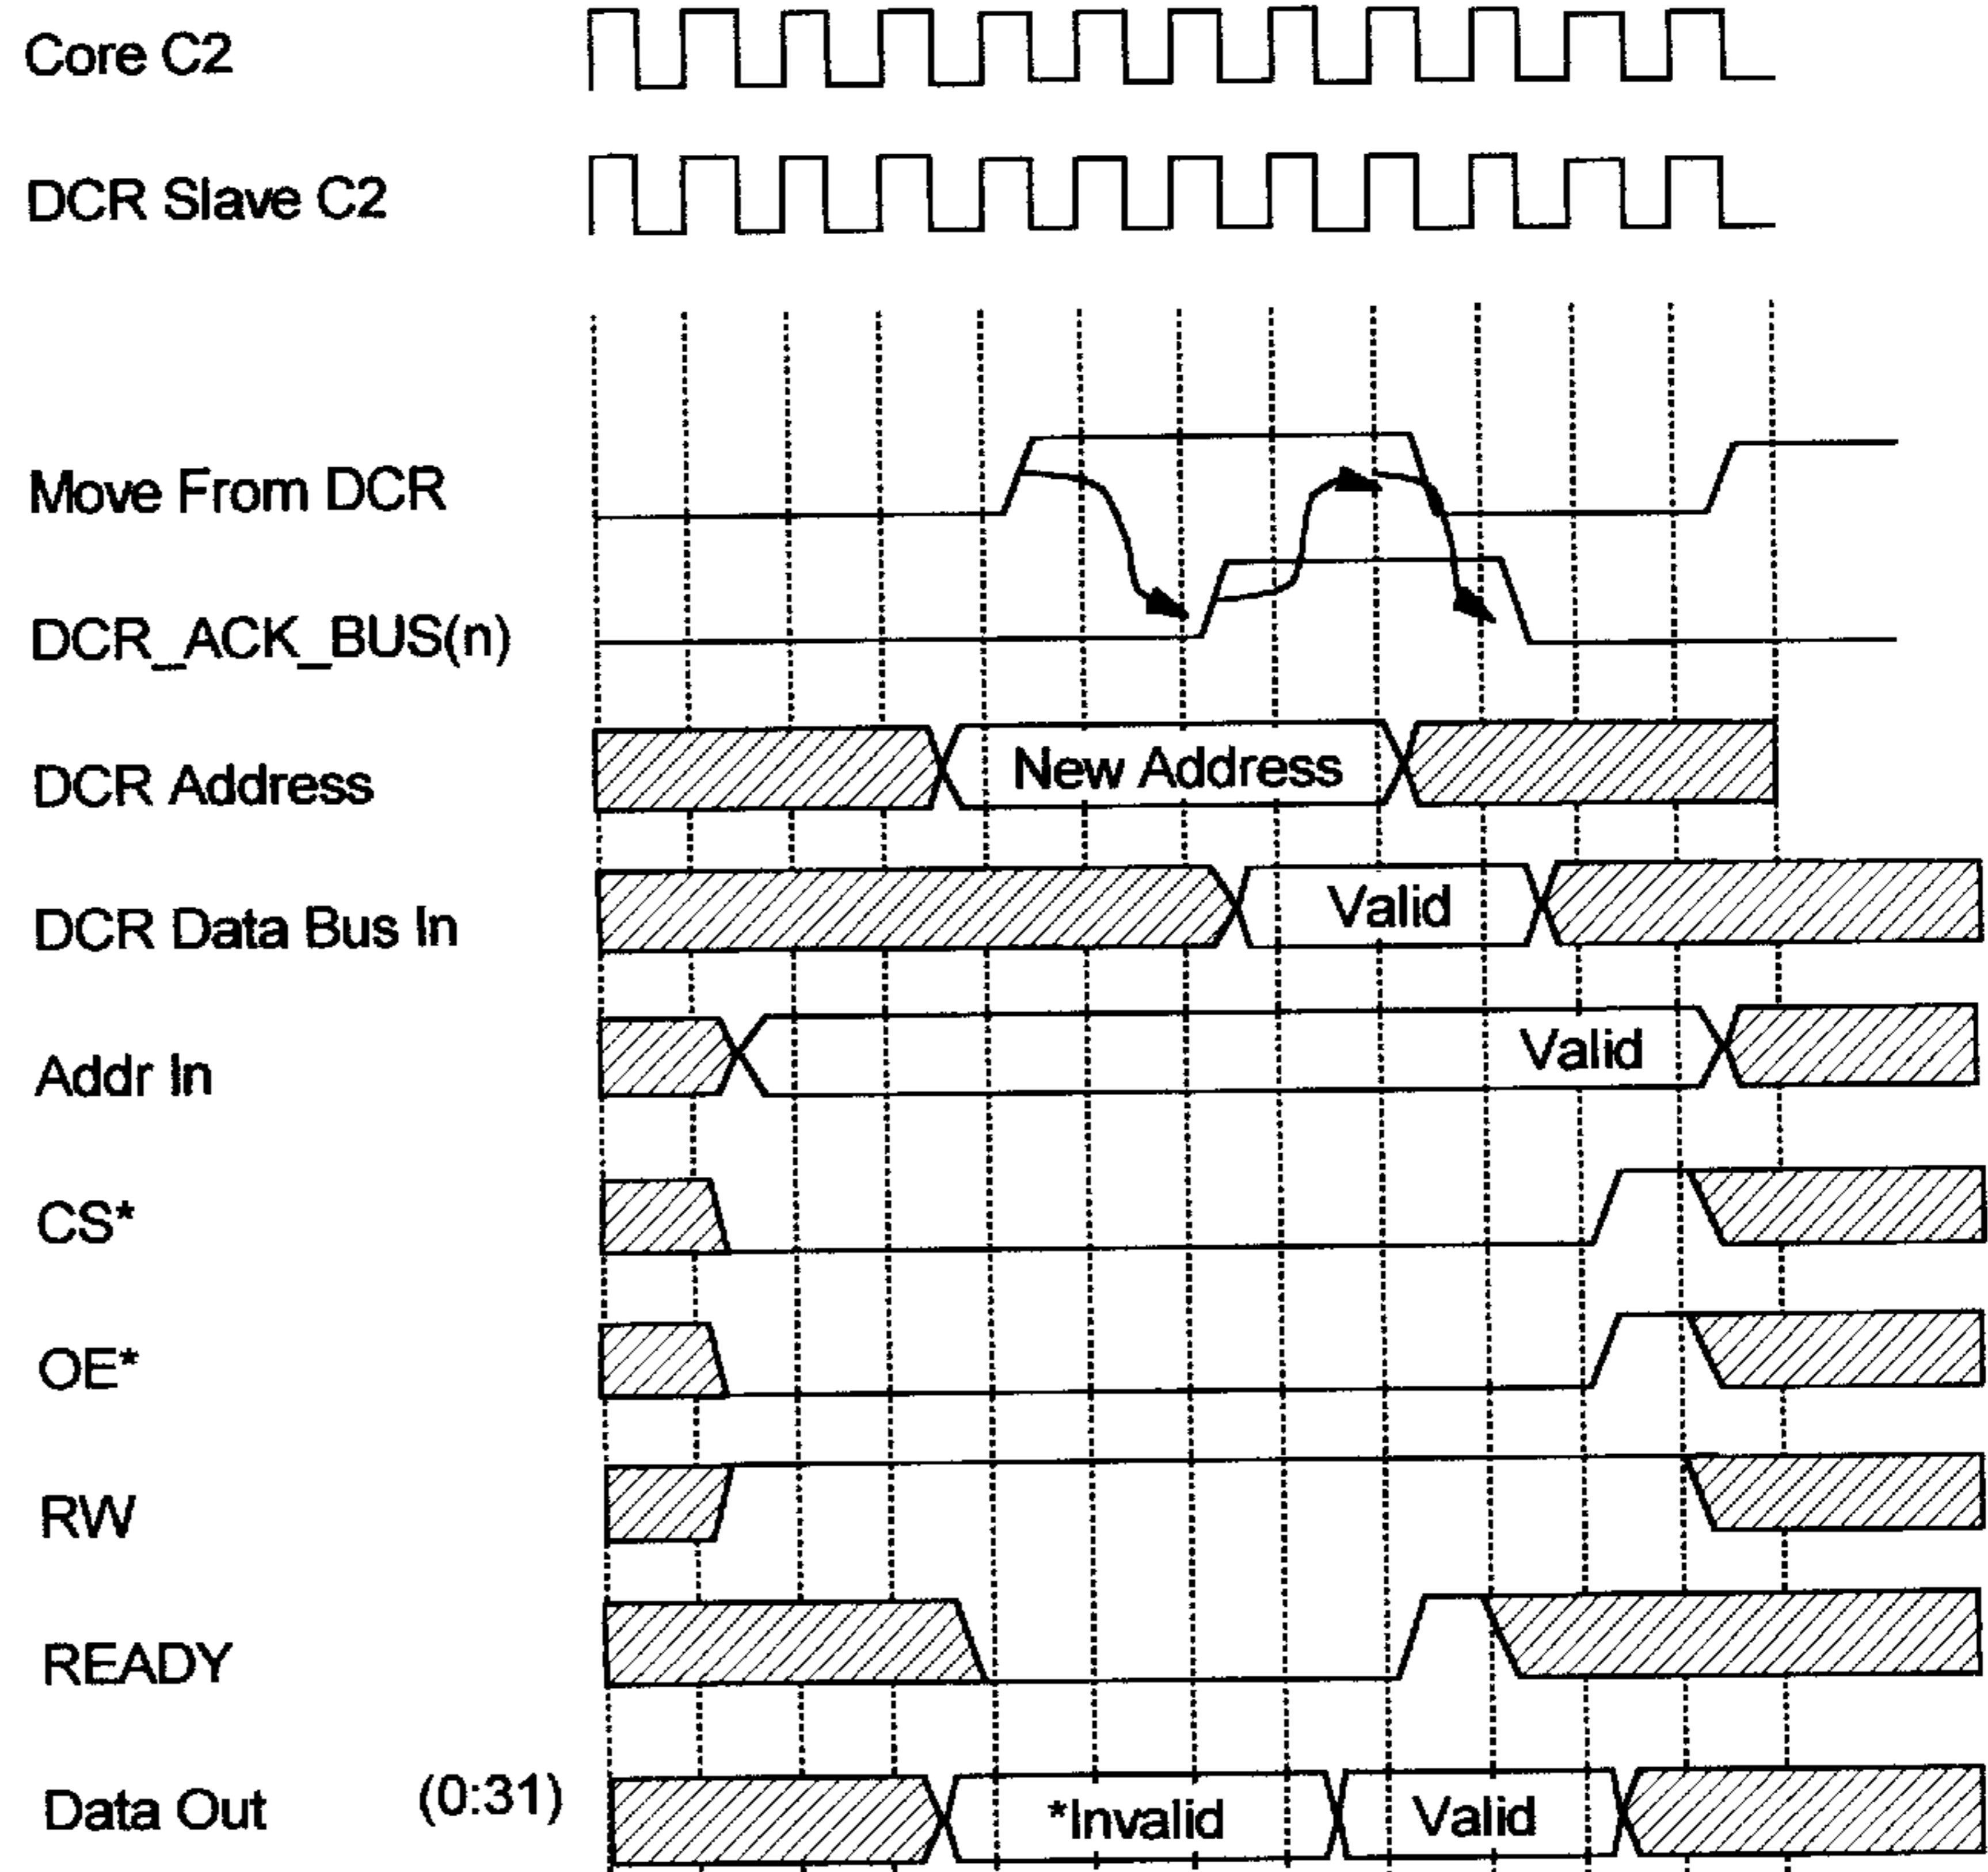 Core C2
DCR Slave C2
Move From DCR
DCR_ACK_BUS(n)
DCR Address
New Address
DCR Data Bus In
Valid
Addr In
Valid
CS*
OE*
RW
READY
Data Out (0:31)
*Invalid
Valid